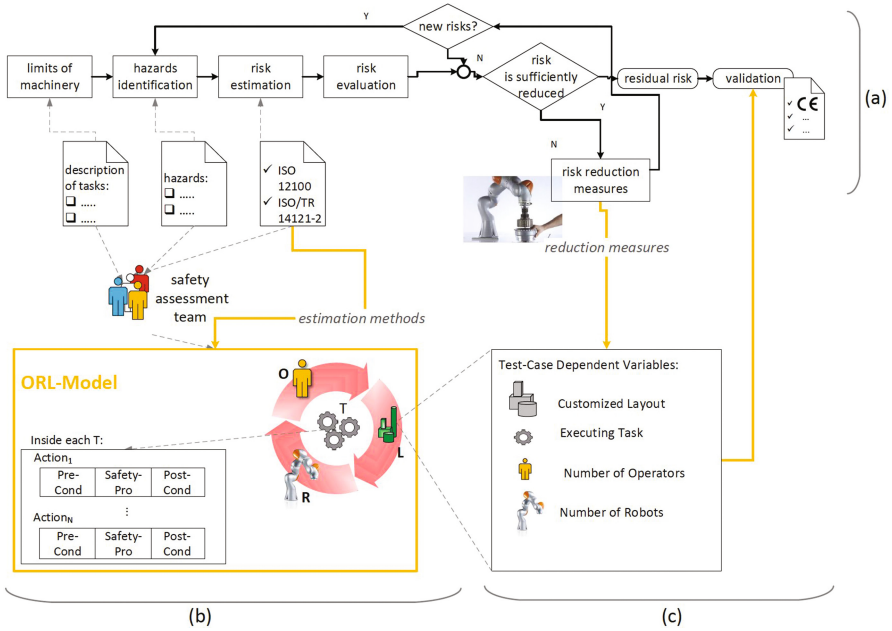 Y
new risks?
N
limits of
machinery
hazards
identification
risk
estimation
risk
evaluation
risk
is sufficiently
reduced
residual risk
validation
CE
...
...
(a)
Y
N
description
of tasks:
.....
.....
hazards:
.....
.....
ISO
12100
ISO/TR
14121-2
risk reduction
measures
reduction measures
safety
assessment
team
estimation methods
ORL-Model
O
T
L
R
Inside each T:
Action1
Pre-
Cond
Safety-
Pro
Post-
Cond
⋮
ActionN
Pre-
Cond
Safety-
Pro
Post-
Cond
Test-Case Dependent Variables:
Customized Layout
Executing Task
Number of Operators
Number of Robots
(b)
(c)